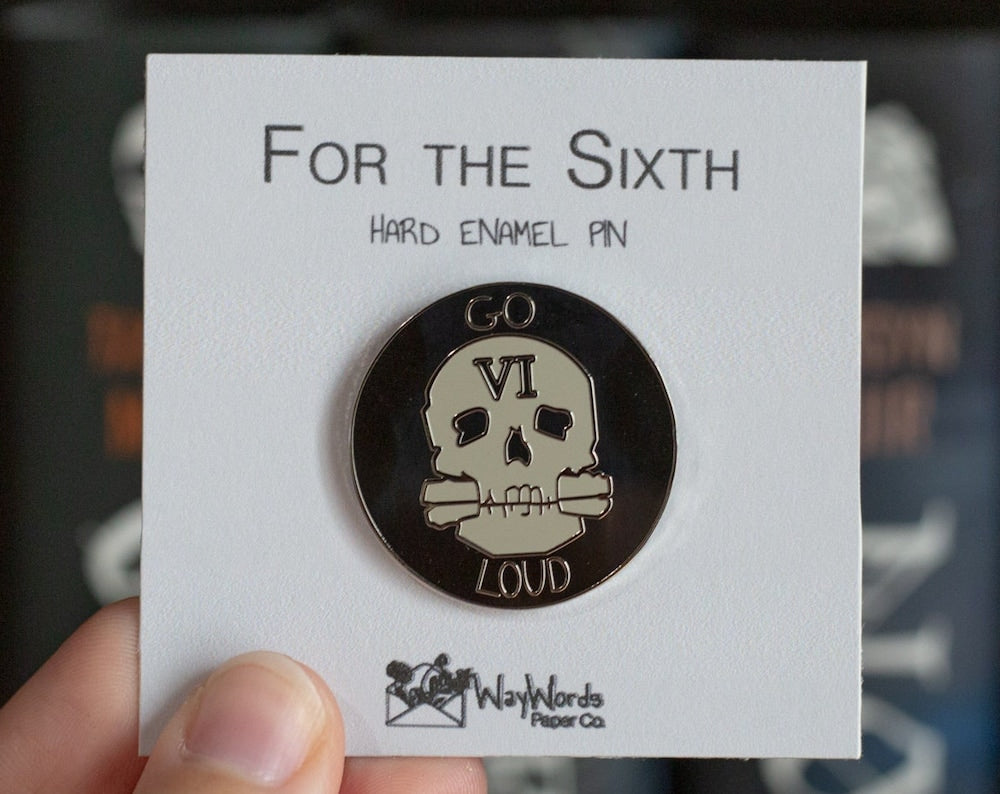 FOR THE SIXTH
HARD ENAMEL PIN
GO
VI
LOUD
WayWords
Paper Co.